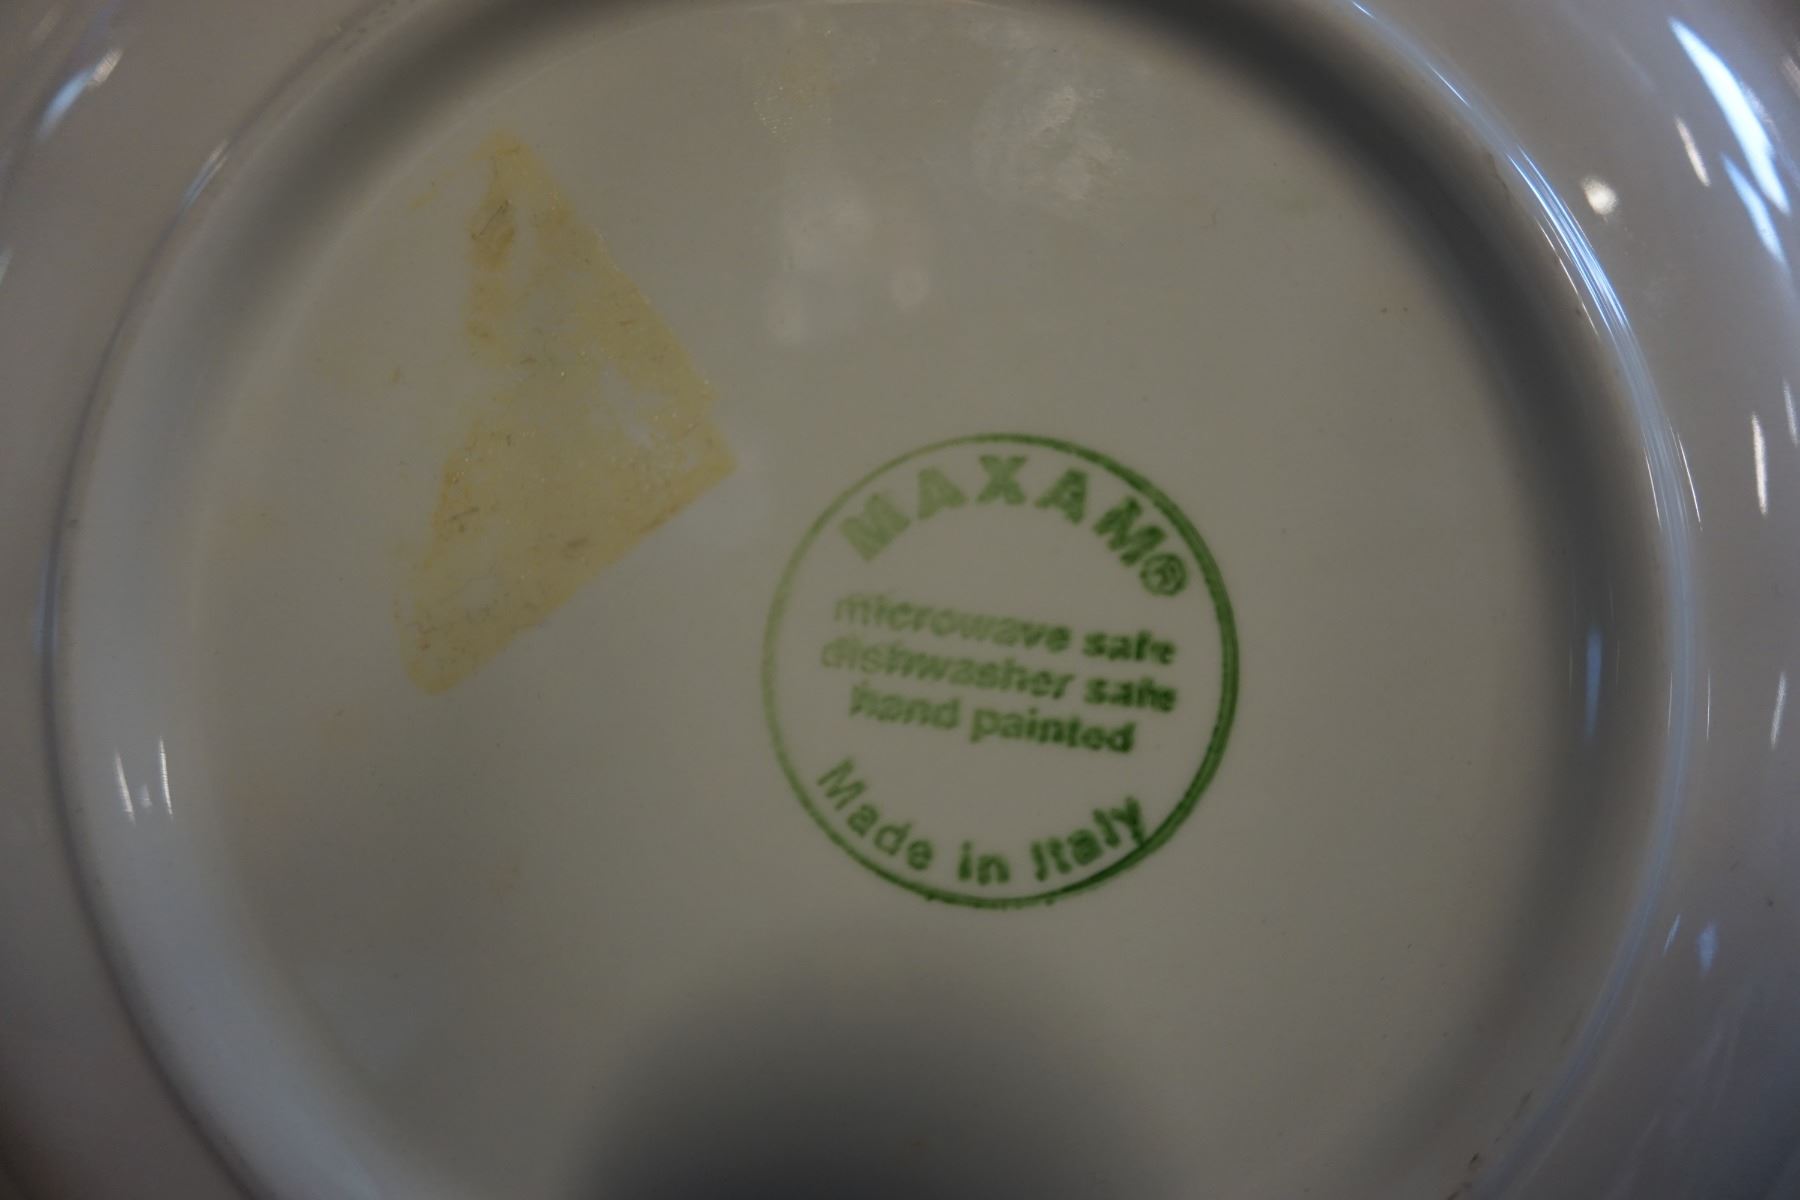 MAXAM®
microwave safe
dishwasher safe
hand painted
Made in Italy